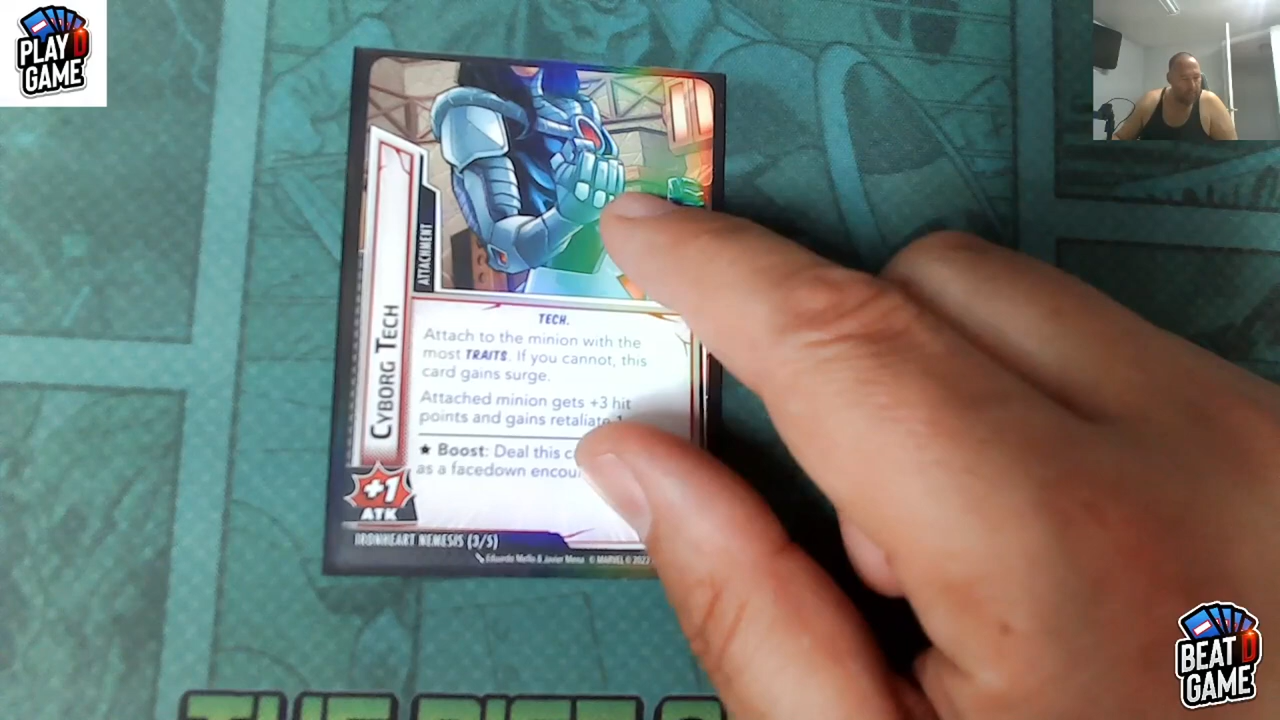 PLAY D
GAME
ATTACHMENT
CYBORG TECH
TECH.
Attach to the minion with the
most TRAITS. If you cannot, this
card gains surge.
Attached minion gets +3 hit
points and gains retaliate
★ Boost: Deal this
as a facedown
+1
ATK
IRONHEART NEMESIS (3/5)
Eduardo Mello & Javier Mena © MARVEL © 2022
BEAT D
GAME